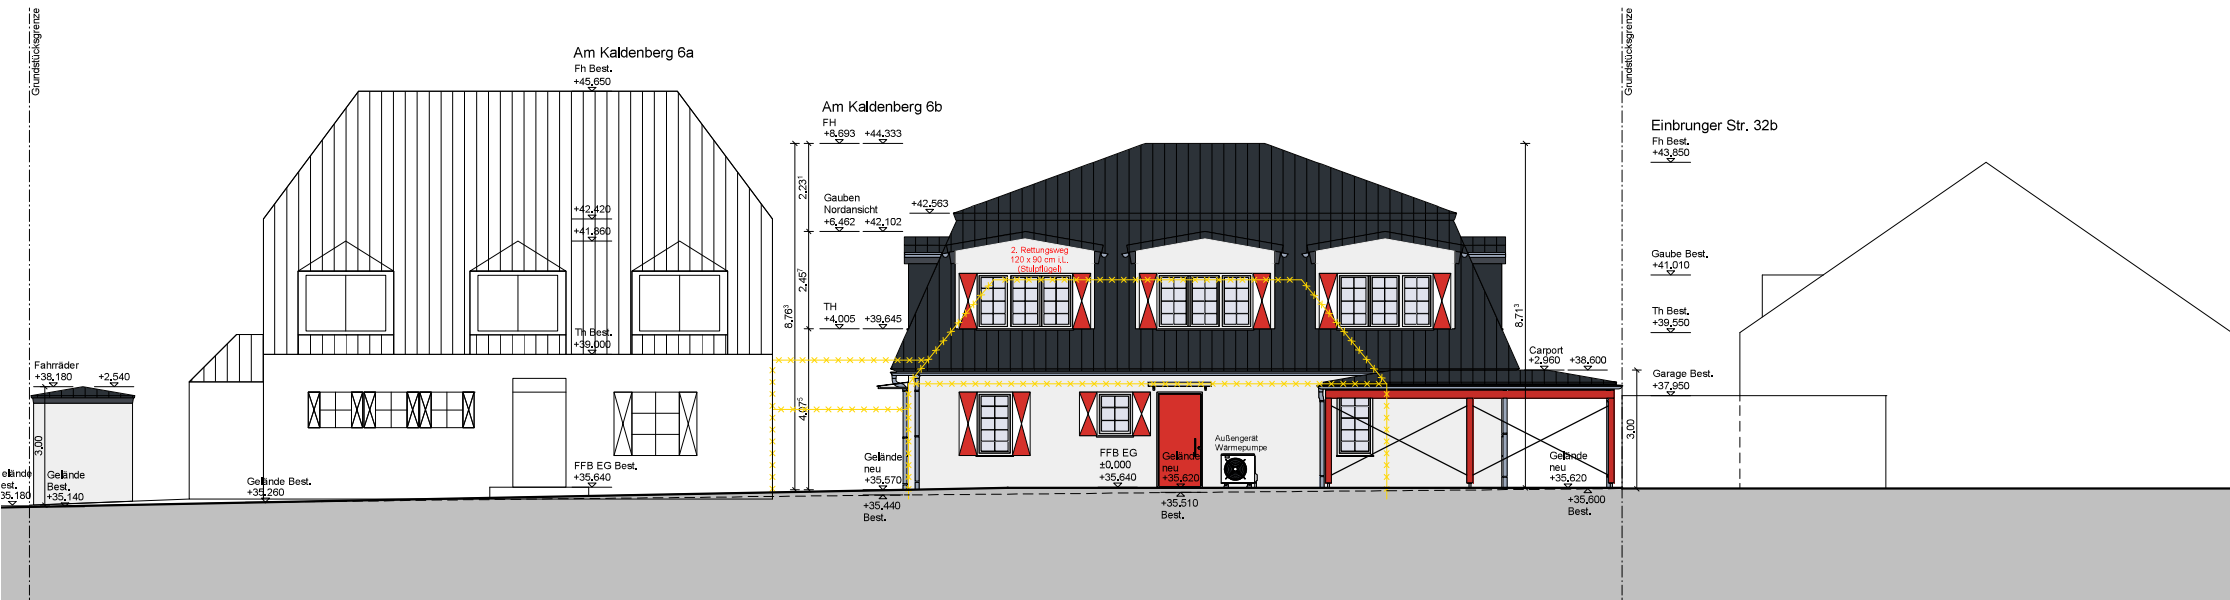 Grundstücksgrenze
Am Kaldenberg 6a
Fh Best.
+45.650
+42.420
+41.860
Th Best.
+39.000
Fahrräder
+38.180 +2.540
3,00
elände
est.
35.180
Gelände
Best.
+35.140
Gelände Best.
+35.260
FFB EG Best.
+35.640
Am Kaldenberg 6b
FH
+8.693 +44.333
Gauben
Nordansicht
+6.462 +42.102
+42.563
TH
+4.005 +39.645
2,23¹
2,45⁷
4,07⁵
8,76³
2. Rettungsweg
120 x 90 cm i.L.
(Stulpflügel)
Gelände
neu
+35.570
+35.440
Best.
FFB EG
±0.000
+35.640
Gelände
neu
+35.620
+35.510
Best.
Außengerät
Wärmepumpe
8,71³
Carport
+2.960 +38.600
Gelände
neu
+35.620
+35.600
Best.
3,00
Grundstücksgrenze
Einbrunger Str. 32b
Fh Best.
+43.850
Gaube Best.
+41.010
Th Best.
+39.550
Garage Best.
+37.950